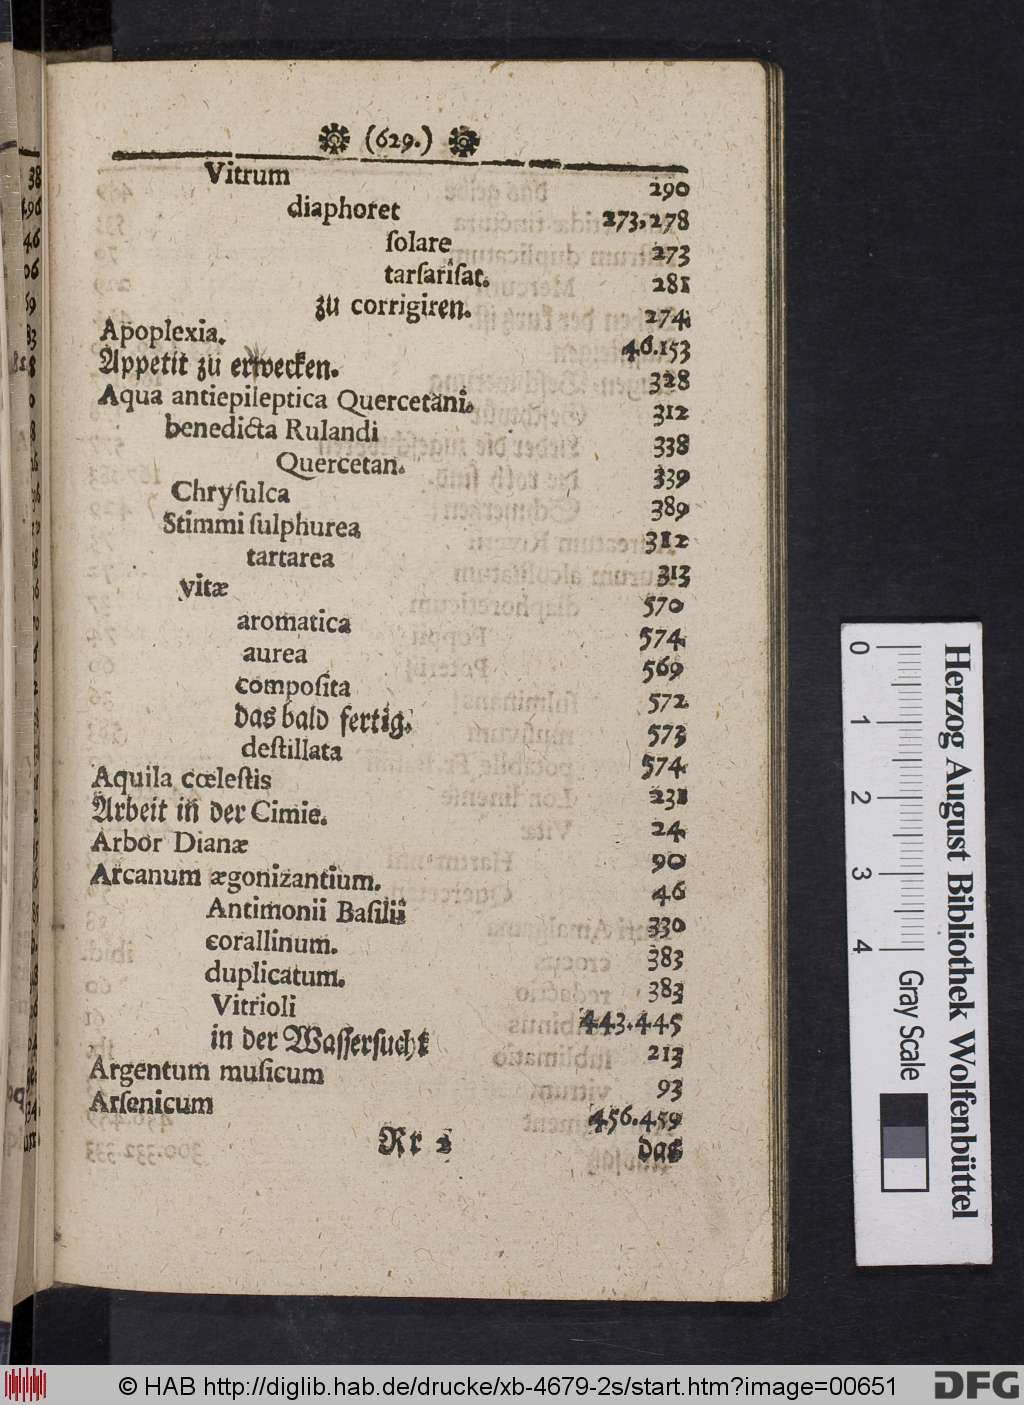 (629.)
Vitrum 290
diaphoret 273,278
ſolare 273
tarſariſat. 281
zu corrigiren. 274.
Apoplexia. 46.153
Appetit zu erwecken. 328
Aqua antiepileptica Quercetani. 312
benedicta Rulandi 338
Quercetan. 339
Chryſulca 389
Stimmi ſulphurea 312
tartarea 313
vitæ 570
aromatica 574.
aurea 569
compoſita 572.
das bald fertig. 573
deſtillata 574.
Aquila cœleſtis 231
Arbeit in der Cimie. 24.
Arbor Dianæ 90
Arcanum ægonizantium. 46
Antimonii Baſilii 330
corallinum. 383
duplicatum. 383
Vitrioli 443.445
in der Waſſerſucht 213
Argentum muſicum 93
Arſenicum 456.459
Rr 2 das
Herzog August Bibliothek Wolfenbüttel
0 1 2 3 4 Gray Scale
© HAB http://diglib.hab.de/drucke/xb-4679-2s/start.htm?image=00651
DFG